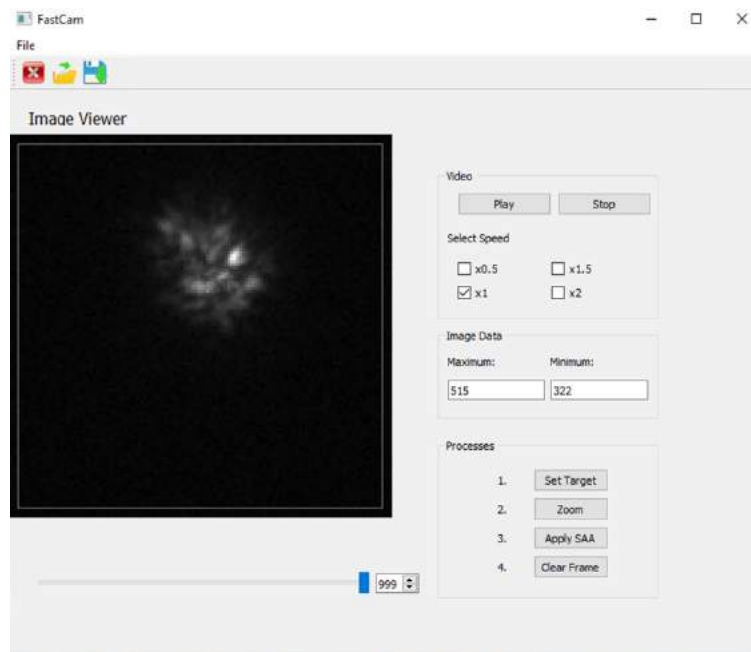 FastCam
File
Image Viewer
Video
Play Stop
Select Speed
x0.5 x1.5
x1 x2
Image Data
Maximum: Minimum:
515 322
Processes
1. Set Target
2. Zoom
3. Apply SAA
4. Clear Frame
999